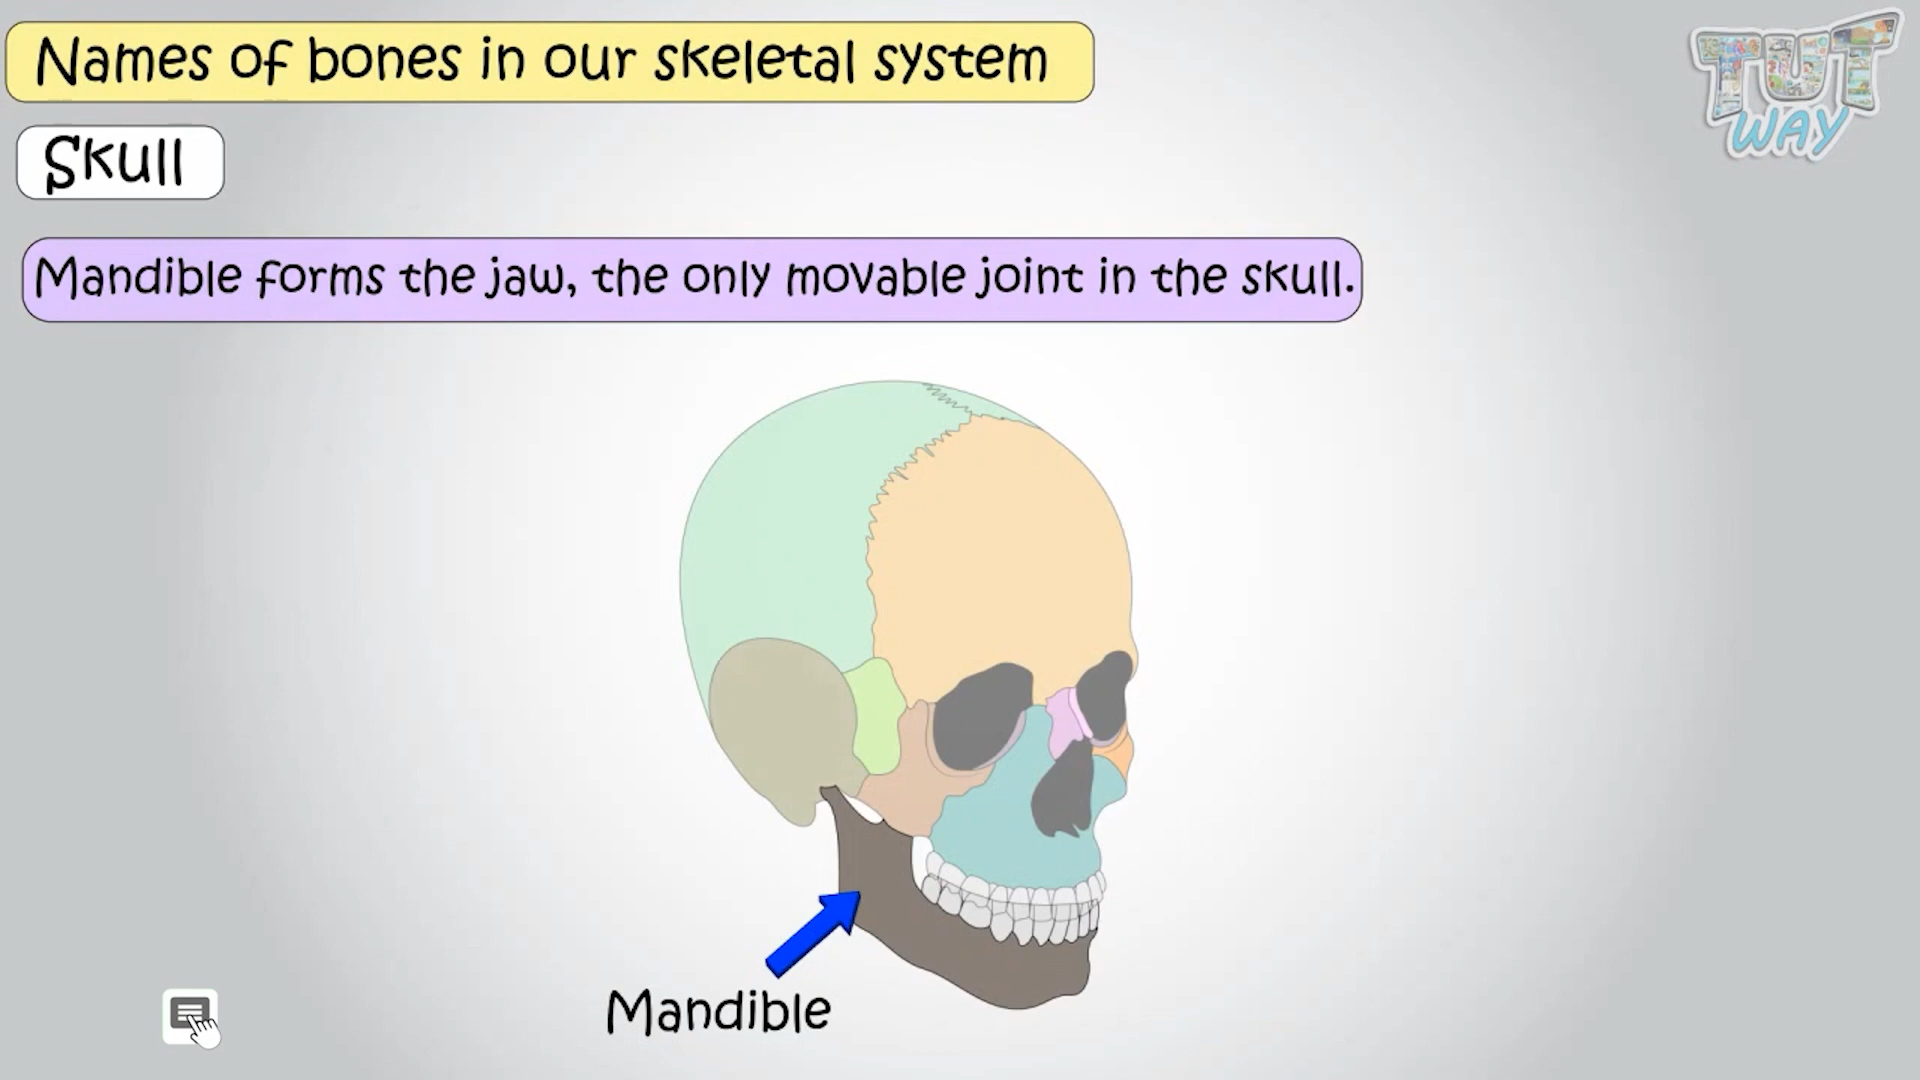 Names of bones in our skeletal system
TUT
WAY
Skull
Mandible forms the jaw, the only movable joint in the skull.
Mandible